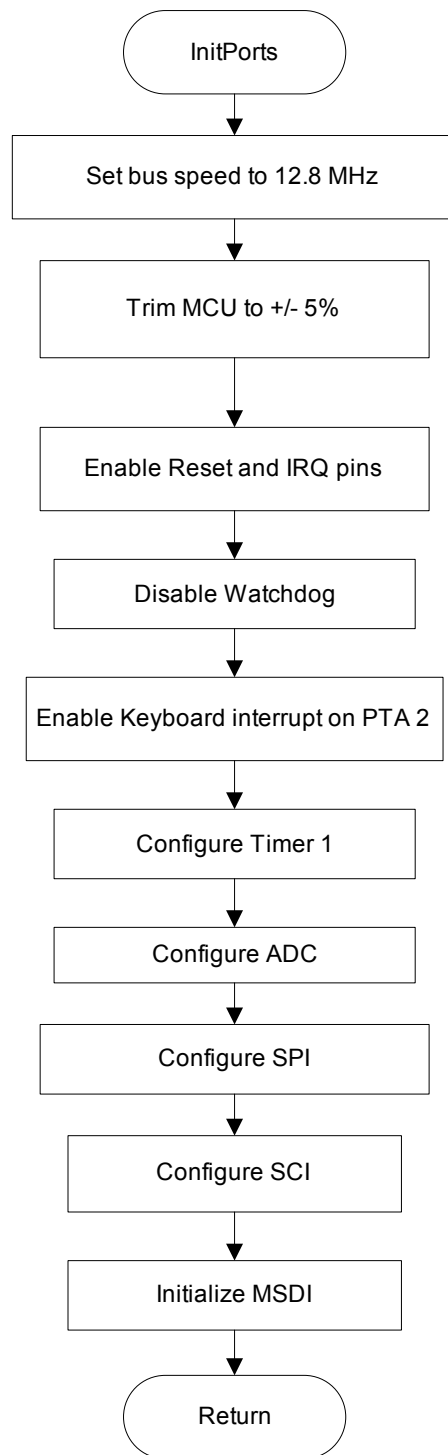 InitPorts
Set bus speed to 12.8 MHz
Trim MCU to +/- 5%
Enable Reset and IRQ pins
Disable Watchdog
Enable Keyboard interrupt on PTA 2
Configure Timer 1
Configure ADC
Configure SPI
Configure SCI
Initialize MSDI
Return